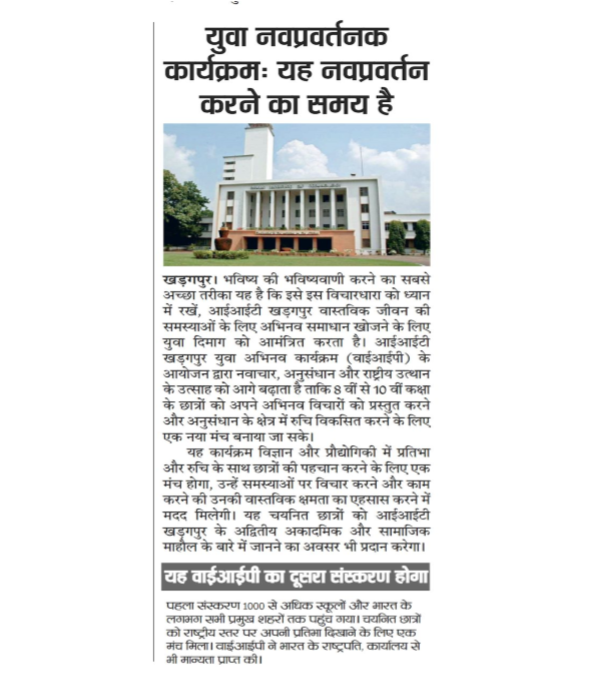 युवा नवप्रवर्तनक
कार्यक्रमः यह नवप्रवर्तन
करने का समय है
खड़गपुर। भविष्य की भविष्यवाणी करने का सबसे
अच्छा तरीका यह है कि इसे इस विचारधारा को ध्यान
में रखें, आईआईटी खड़गपुर वास्तविक जीवन की
समस्याओं के लिए अभिनव समाधान खोजने के लिए
युवा दिमाग को आमंत्रित करता है। आईआईटी
खड़गपुर युवा अभिनव कार्यक्रम (वाईआईपी) के
आयोजन द्वारा नवाचार, अनुसंधान और राष्ट्रीय उत्थान
के उत्साह को आगे बढ़ाता है ताकि 8 वीं से 10 वीं कक्षा
के छात्रों को अपने अभिनव विचारों को प्रस्तुत करने
और अनुसंधान के क्षेत्र में रुचि विकसित करने के लिए
एक नया मंच बनाया जा सके।
यह कार्यक्रम विज्ञान और प्रौद्योगिकी में प्रतिभा
और रुचि के साथ छात्रों की पहचान करने के लिए एक
मंच होगा, उन्हें समस्याओं पर विचार करने और काम
करने की उनकी वास्तविक क्षमता का एहसास करने में
मदद मिलेगी। यह चयनित छात्रों को आईआईटी
खड़गपुर के अद्वितीय अकादमिक और सामाजिक
माहौल के बारे में जानने का अवसर भी प्रदान करेगा।
यह वाईआईपी का दूसरा संस्करण होगा
पहला संस्करण 1000 से अधिक स्कूलों और भारत के
लगभग सभी प्रमुख शहरों तक पहुंच गया। चयनित छात्रों
को राष्ट्रीय स्तर पर अपनी प्रतिभा दिखाने के लिए एक
मंच मिला। वाईआईपी ने भारत के राष्ट्रपति, कार्यालय से
भी मान्यता प्राप्त की।